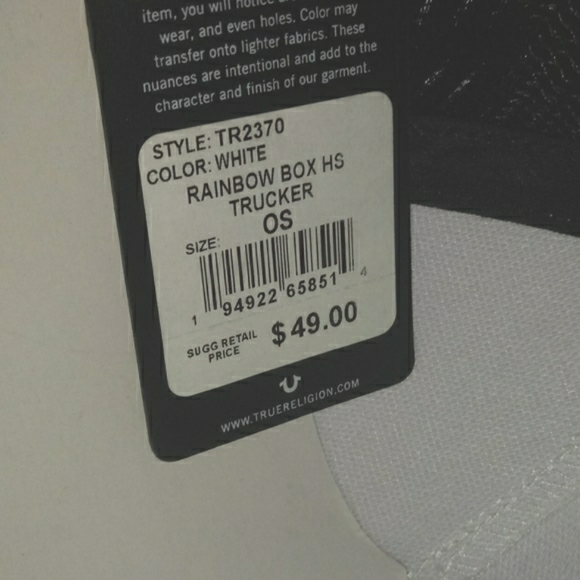 item, you will notice
wear, and even holes. Color may
transfer onto lighter fabrics. These
nuances are intentional and add to the
character and finish of our garment.
STYLE: TR2370
COLOR: WHITE
RAINBOW BOX HS
TRUCKER
SIZE: OS
1 94922 65851 4
SUGG RETAIL
PRICE $49.00
WWW.TRUERELIGION.COM